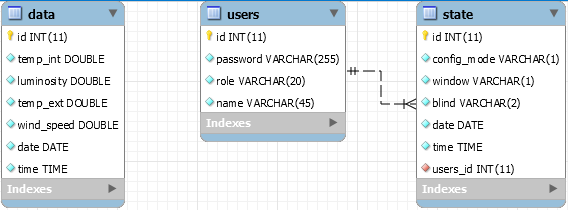 data
id INT(11)
temp_int DOUBLE
luminosity DOUBLE
temp_ext DOUBLE
wind_speed DOUBLE
date DATE
time TIME
Indexes
users
id INT(11)
password VARCHAR(255)
role VARCHAR(20)
name VARCHAR(45)
Indexes
state
id INT(11)
config_mode VARCHAR(1)
window VARCHAR(1)
blind VARCHAR(2)
date DATE
time TIME
users_id INT(11)
Indexes